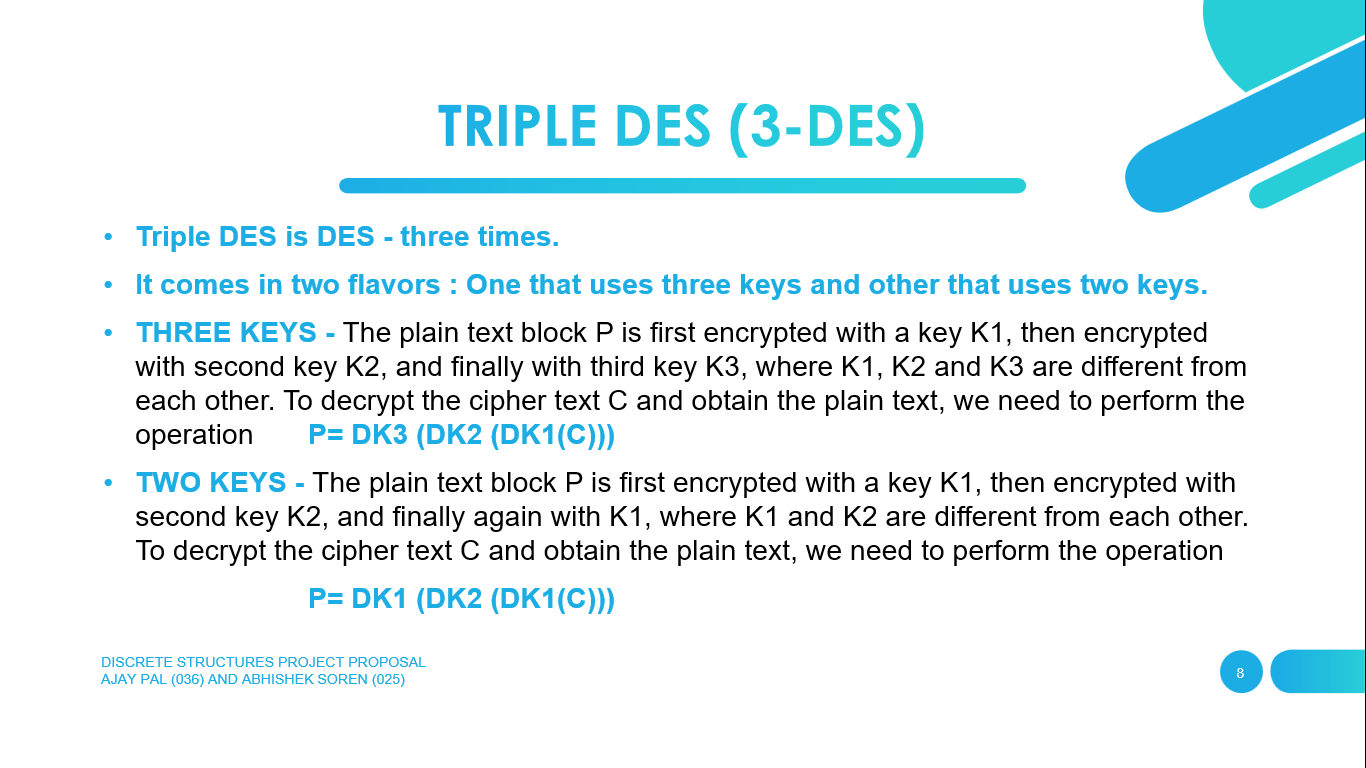 TRIPLE DES (3-DES)
• Triple DES is DES - three times.
• It comes in two flavors : One that uses three keys and other that uses two keys.
• THREE KEYS - The plain text block P is first encrypted with a key K1, then encrypted
with second key K2, and finally with third key K3, where K1, K2 and K3 are different from
each other. To decrypt the cipher text C and obtain the plain text, we need to perform the
operation P= DK3 (DK2 (DK1(C)))
• TWO KEYS - The plain text block P is first encrypted with a key K1, then encrypted with
second key K2, and finally again with K1, where K1 and K2 are different from each other.
To decrypt the cipher text C and obtain the plain text, we need to perform the operation
P= DK1 (DK2 (DK1(C)))
DISCRETE STRUCTURES PROJECT PROPOSAL
AJAY PAL (036) AND ABHISHEK SOREN (025)
8